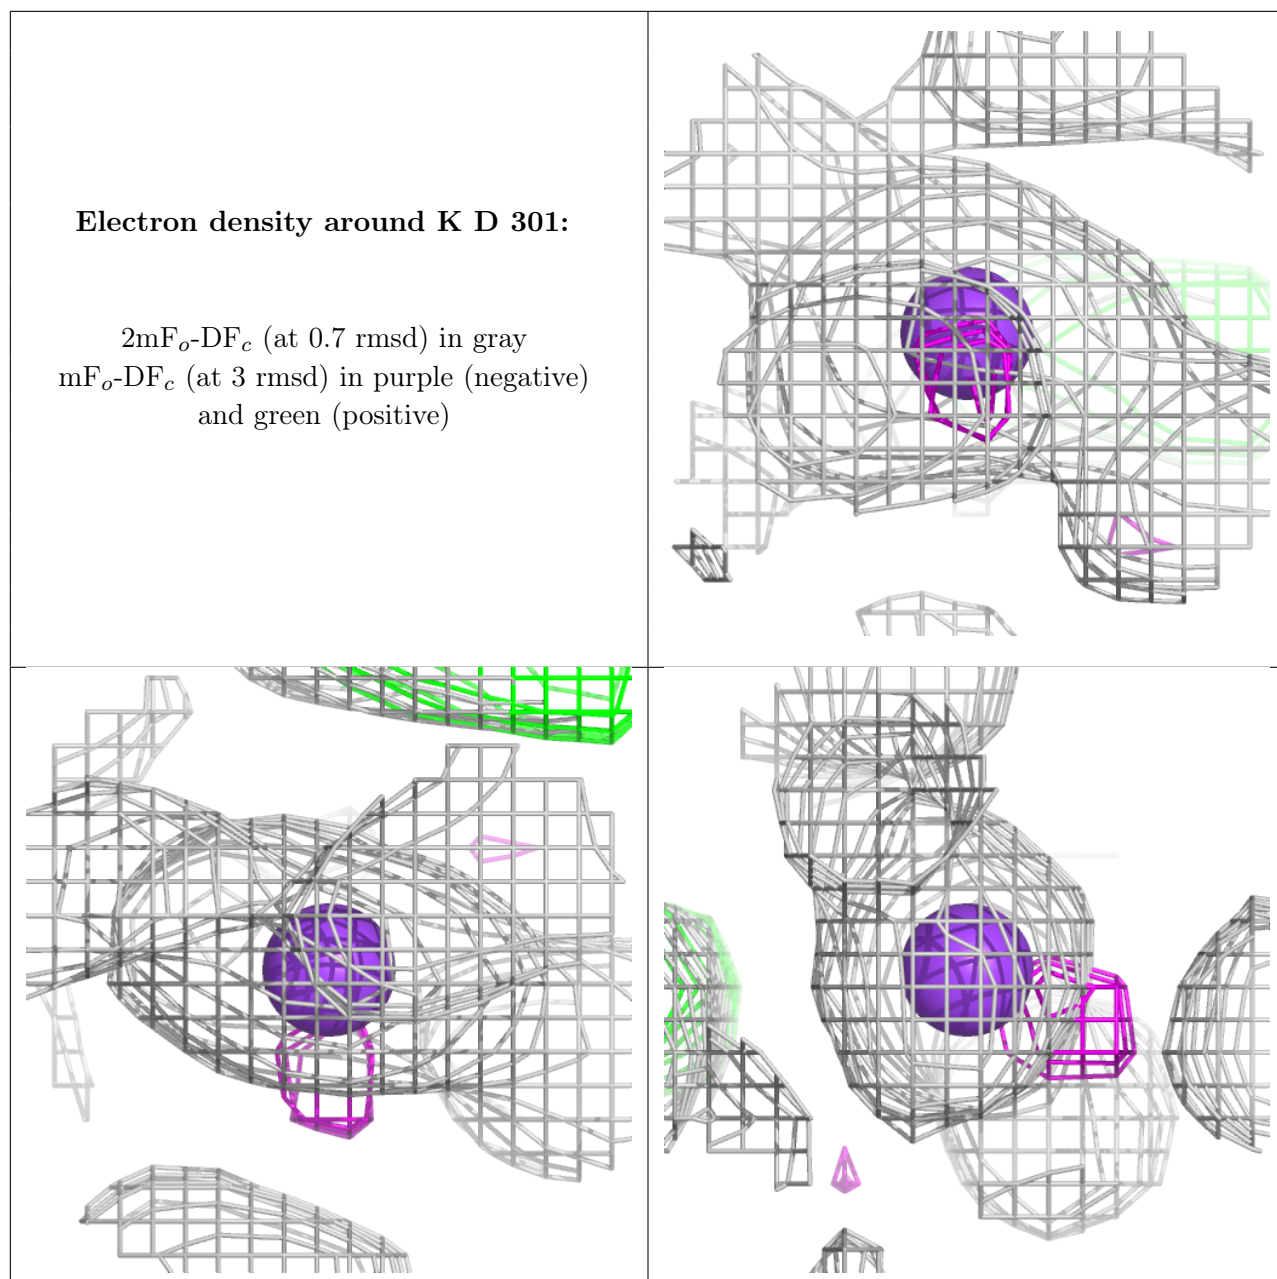 Electron density around K D 301:
2mFo-DFc (at 0.7 rmsd) in gray
mFo-DFc (at 3 rmsd) in purple (negative)
and green (positive)